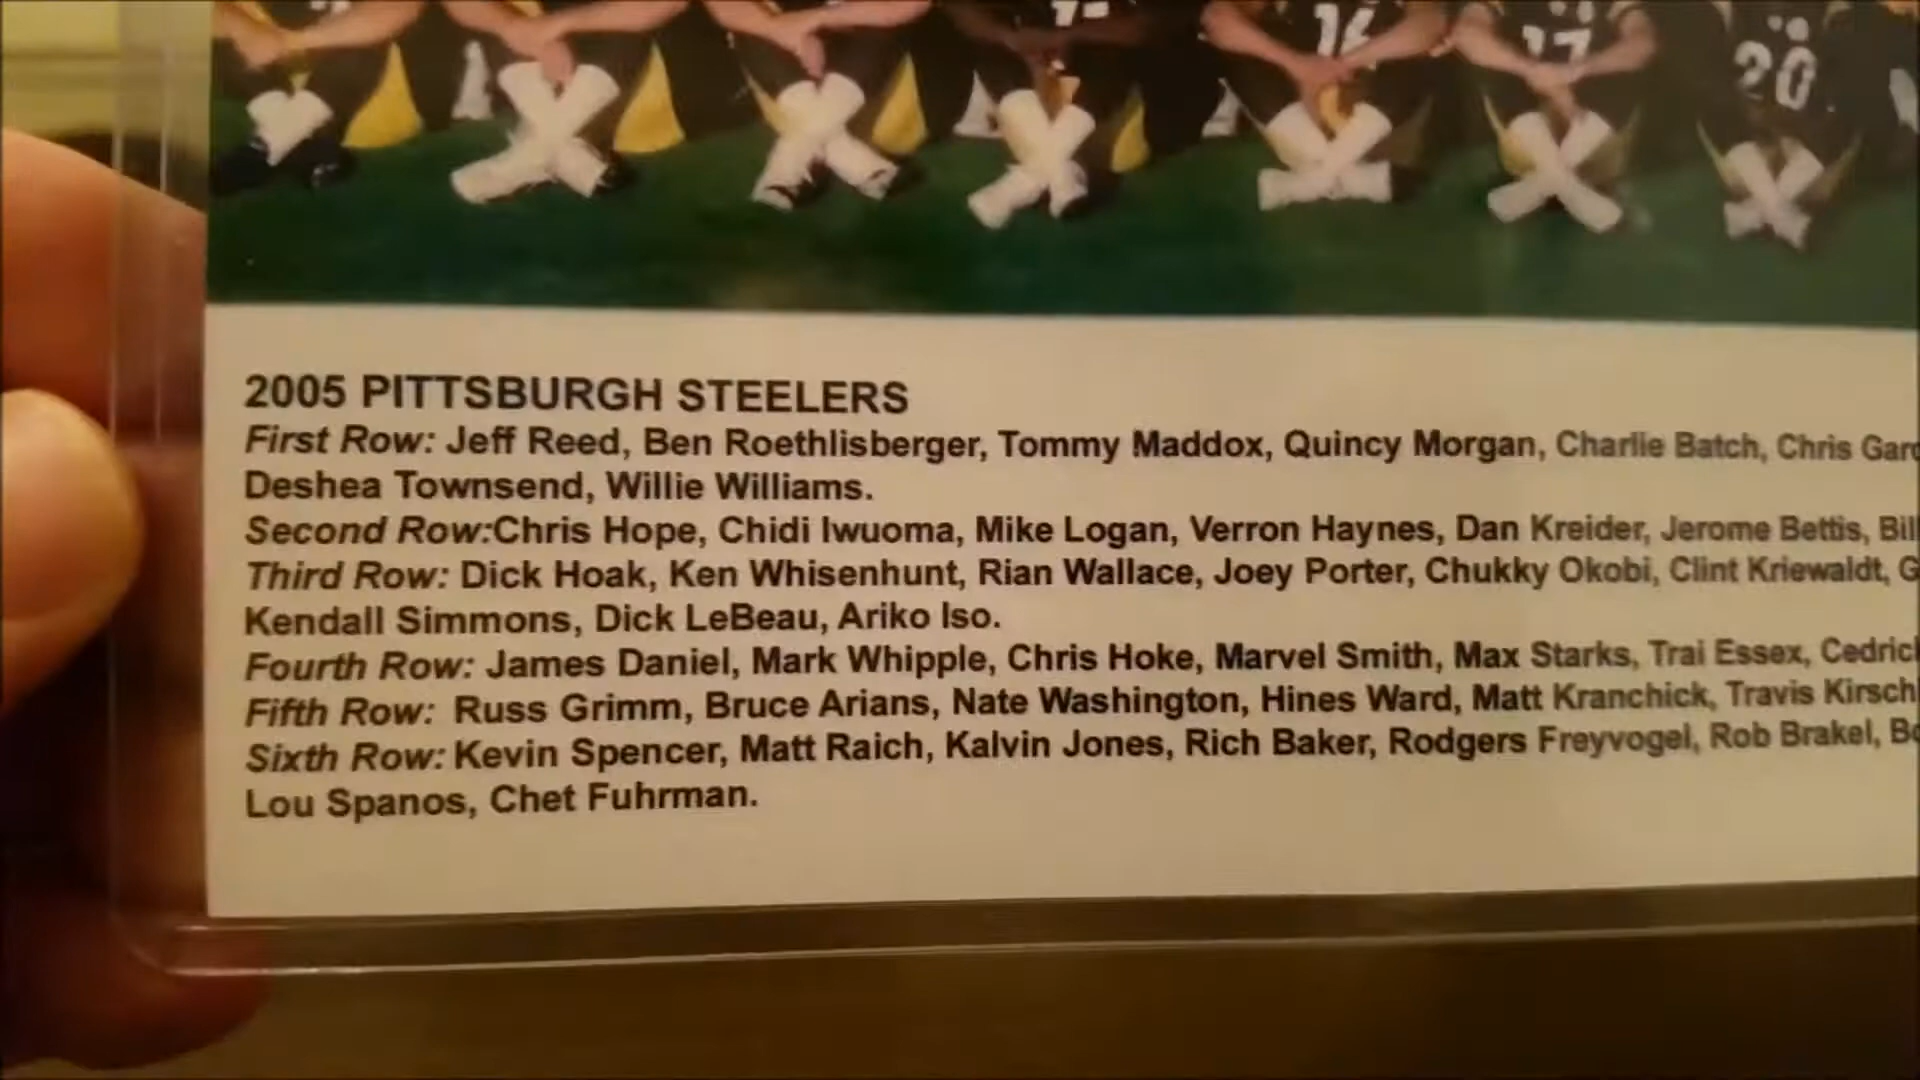 16
17
20
2005 PITTSBURGH STEELERS
First Row: Jeff Reed, Ben Roethlisberger, Tommy Maddox, Quincy Morgan, Charlie Batch, Chris
Deshea Townsend, Willie Williams.
Second Row:Chris Hope, Chidi Iwuoma, Mike Logan, Verron Haynes, Dan Kreider, Jerome Bettis,
Third Row: Dick Hoak, Ken Whisenhunt, Rian Wallace, Joey Porter, Chukky Okobi, Clint Kriewaldt,
Kendall Simmons, Dick LeBeau, Ariko Iso.
Fourth Row: James Daniel, Mark Whipple, Chris Hoke, Marvel Smith, Max Starks, Trai Essex,
Fifth Row: Russ Grimm, Bruce Arians, Nate Washington, Hines Ward, Matt Kranchick, Travis
Sixth Row: Kevin Spencer, Matt Raich, Kalvin Jones, Rich Baker, Rodgers Freyvogel, Rob Brakel,
Lou Spanos, Chet Fuhrman.